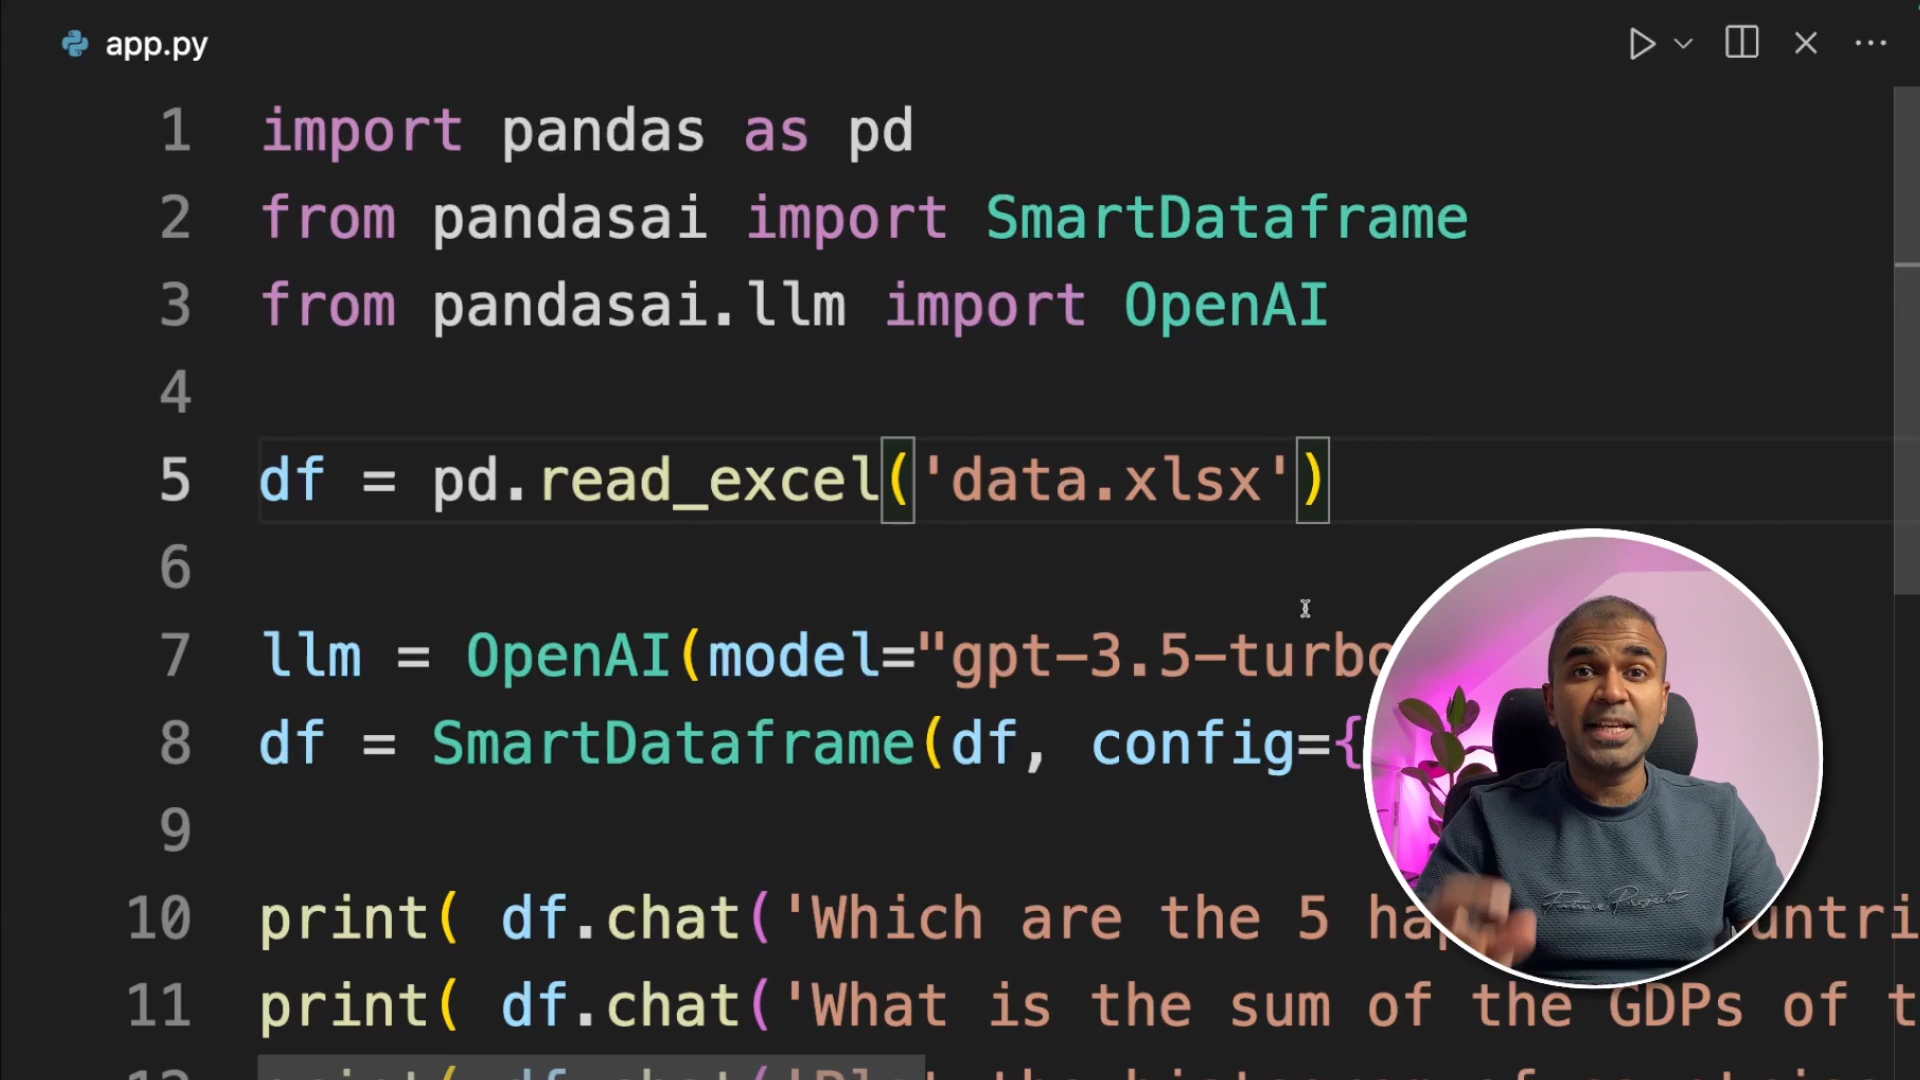 app.py
1 import pandas as pd
2 from pandasai import SmartDataframe
3 from pandasai.llm import OpenAI
4
5 df = pd.read_excel('data.xlsx')
6
7 llm = OpenAI(model="gpt-3.5-turbo
8 df = SmartDataframe(df, config={
9
10 print( df.chat('Which are the 5
11 print( df.chat('What is the sum of the GDPs of